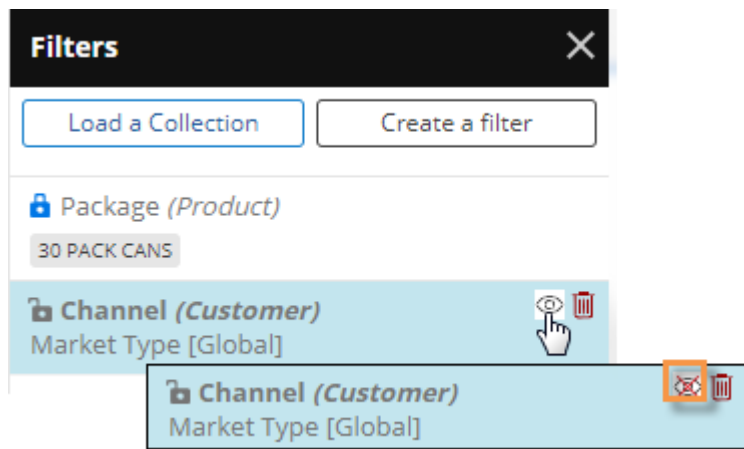 Filters
Load a Collection
Create a filter
Package (Product)
30 PACK CANS
Channel (Customer)
Market Type [Global]
Channel (Customer)
Market Type [Global]